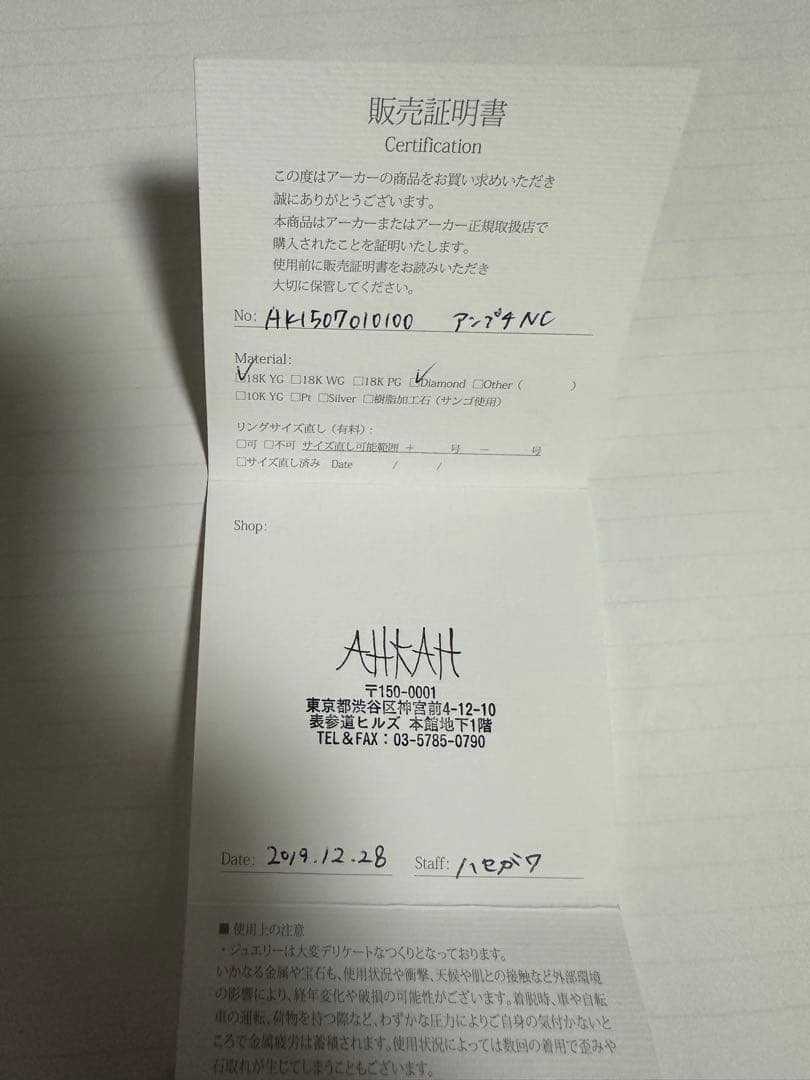 販売証明書
Certification
この度はアーカーの商品をお買い求めいただき
誠にありがとうございます。
本商品はアーカーまたはアーカー正規取扱店で
購入されたことを証明いたします。
使用前に販売証明書をお読みいただき
大切に保管してください。
No: AK1507010100 アンプチNC
Material:
☑18K YG □18K WG □18K PG ☑Diamond □Other ( )
□10K YG □Pt □Silver □樹脂加工石（サンゴ使用）
リングサイズ直し（有料）:
□可 □不可 サイズ直し可能範囲 + 号 − 号
□サイズ直し済み Date / /
Shop:
AHKAH
〒150-0001
東京都渋谷区神宮前4-12-10
表参道ヒルズ 本館地下1階
TEL＆FAX：03-5785-0790
Date: 2019.12.28 Staff: ハセガワ
■ 使用上の注意
・ジュエリーは大変デリケートなつくりとなっております。
いかなる金属や宝石も、使用状況や衝撃、天候や肌との接触など外部環境
の影響により、経年変化や破損の可能性がございます。着脱時、車や自転
車の運転、荷物を持つ際など、わずかな圧力によりご自身の気付かないと
ころで金属疲労は蓄積されます。使用状況によっては数回の着用で歪みや
石取れが生じてしまうこともございます。